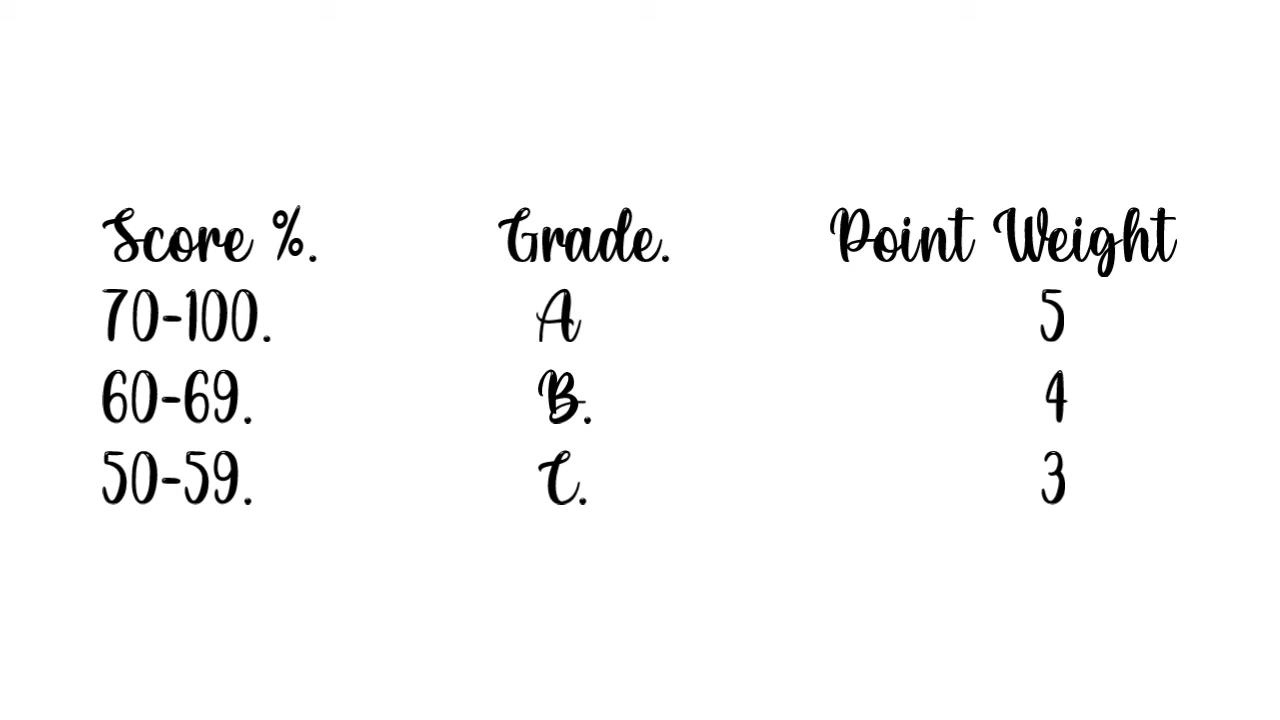 Score %. Grade. Point Weight
70-100. A 5
60-69. B. 4
50-59. C. 3